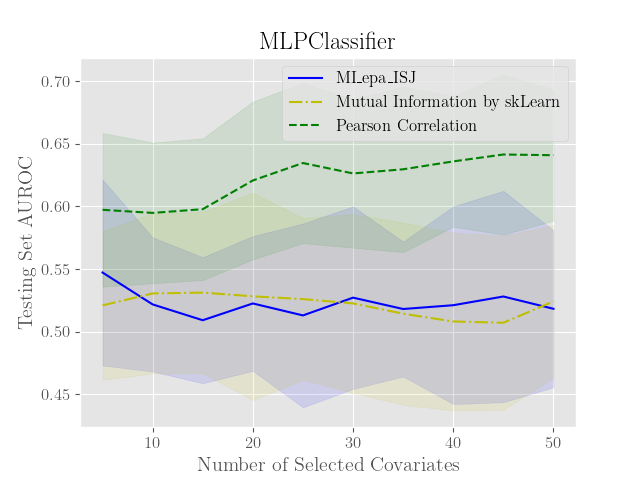 MLPClassifier
MI_epa_ISJ
Mutual Information by skLearn
Pearson Correlation
Testing Set AUROC
0.70
0.65
0.60
0.55
0.50
0.45
10 20 30 40 50
Number of Selected Covariates